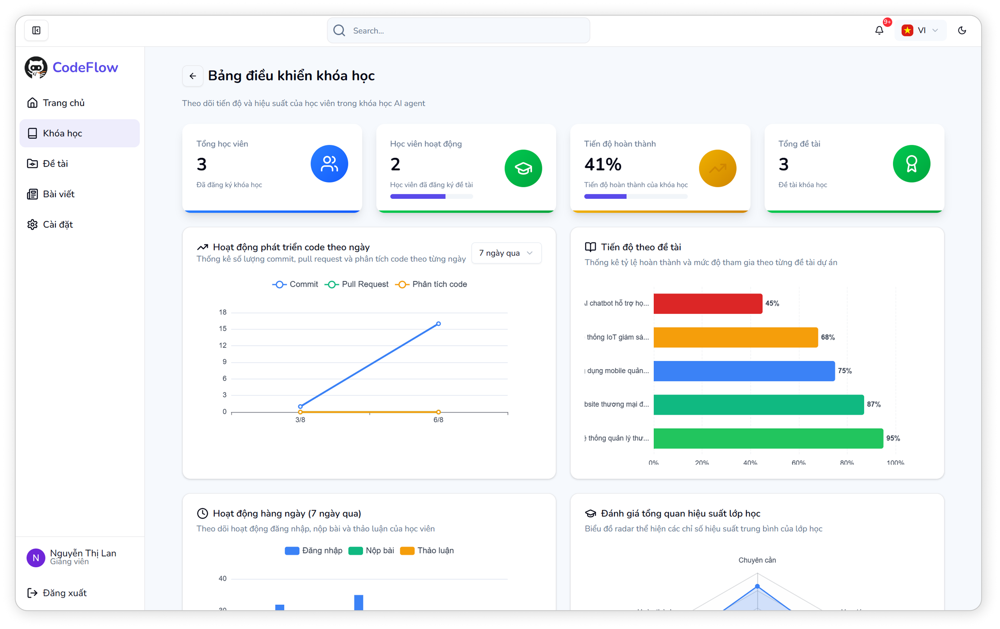 Search...
9+
VI
CodeFlow
Trang chủ
Khóa học
Đề tài
Bài viết
Cài đặt
Bảng điều khiển khóa học
Theo dõi tiến độ và hiệu suất của học viên trong khóa học AI agent
Tổng học viên
3
Đã đăng ký khóa học
Học viên hoạt động
2
Học viên đã đăng ký đề tài
Tiến độ hoàn thành
41%
Tiến độ hoàn thành của khóa học
Tổng đề tài
3
Đề tài khóa học
Hoạt động phát triển code theo ngày
Thống kê số lượng commit, pull request và phân tích code theo từng ngày
7 ngày qua
Commit Pull Request Phân tích code
18
15
12
9
6
3
0
3/8 6/8
Tiến độ theo đề tài
Thống kê tỷ lệ hoàn thành và mức độ tham gia theo từng đề tài dự án
chatbot hỗ trợ họ... 45%
thống IoT giám sá... 68%
dụng mobile quản... 75%
bsite thương mại đ... 87%
thống quản lý thư... 95%
0% 20% 40% 60% 80% 100%
Hoạt động hàng ngày (7 ngày qua)
Theo dõi hoạt động đăng nhập, nộp bài và thảo luận của học viên
Đăng nhập Nộp bài Thảo luận
40
Đánh giá tổng quan hiệu suất lớp học
Biểu đồ radar thể hiện các chỉ số hiệu suất trung bình của lớp học
Chuyên cần
N
Nguyễn Thị Lan
Giảng viên
Đăng xuất